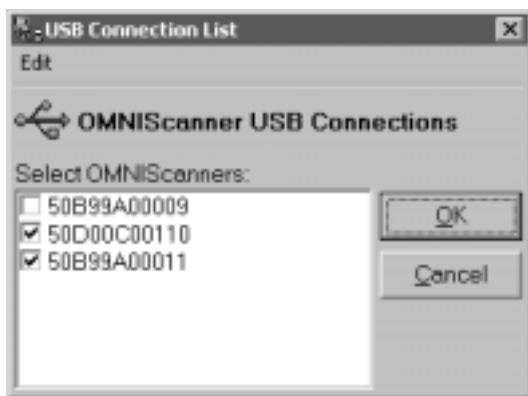 USB Connection List
Edit
OMNIScanner USB Connections
Select OMNIScanners:
50B99A00009
50D00C00110
50B99A00011
OK
Cancel